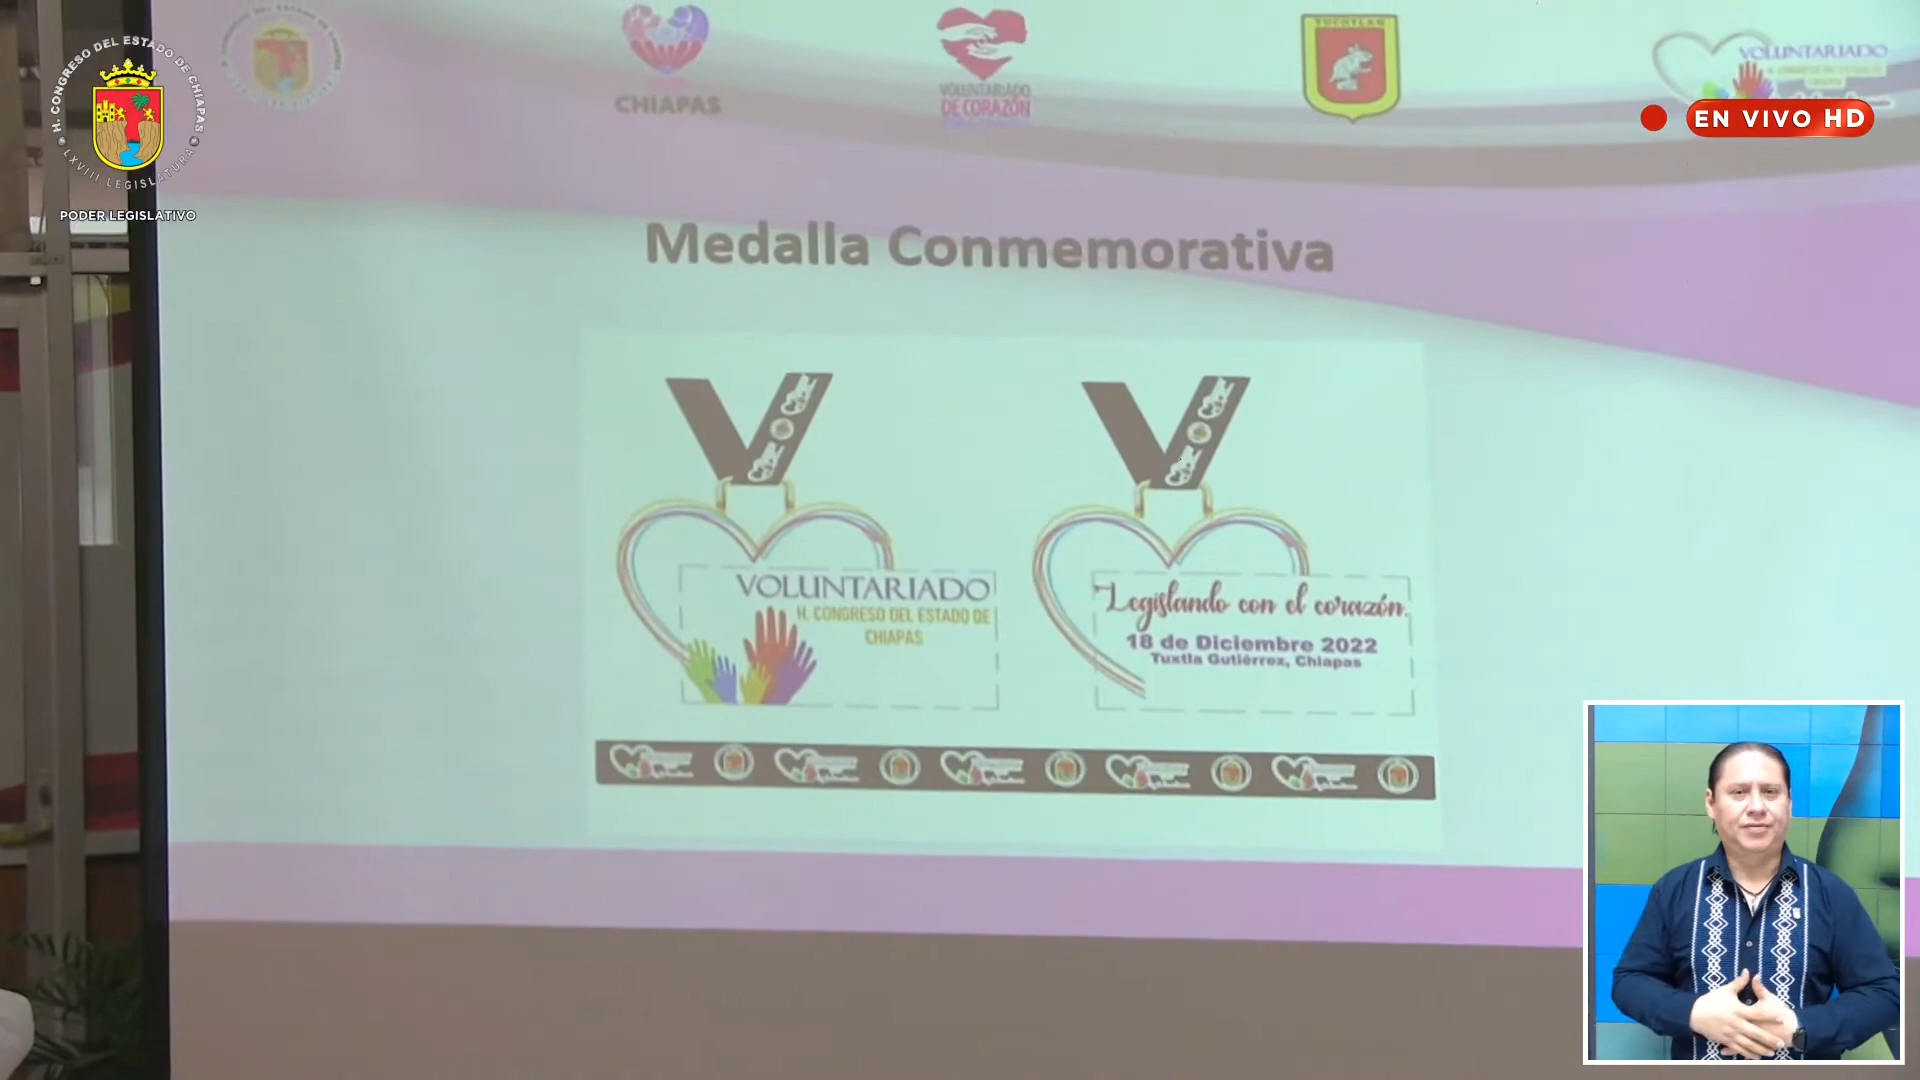 H. CONGRESO DEL ESTADO DE CHIAPAS
LXVIII LEGISLATURA
PODER LEGISLATIVO
CHIAPAS
VOLUNTARIADO
DE CORAZÓN
TUCHTLAN
VOLUNTARIADO
EN VIVO HD
Medalla Conmemorativa
VOLUNTARIADO
H. CONGRESO DEL ESTADO DE
CHIAPAS
"Legislando con el corazón.
18 de Diciembre 2022
Tuxtla Gutiérrez, Chiapas